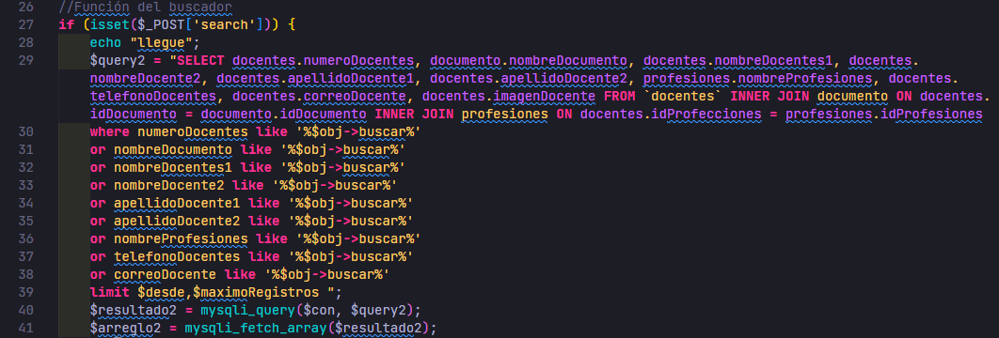 26 //Función del buscador
27 if (isset($_POST['search'])) {
28 echo "llegue";
29 $query2 = "SELECT docentes.numeroDocentes, documento.nombreDocumento, docentes.nombreDocentes1, docentes.
nombreDocente2, docentes.apellidoDocente1, docentes.apellidoDocente2, profesiones.nombreProfesiones, docentes.
telefonoDocentes, docentes.correoDocente, docentes.imagenDocente FROM `docentes` INNER JOIN documento ON docentes.
idDocumento = documento.idDocumento INNER JOIN profesiones ON docentes.idProfecciones = profesiones.idProfesiones
30 where numeroDocentes like '%$obj->buscar%'
31 or nombreDocumento like '%$obj->buscar%'
32 or nombreDocentes1 like '%$obj->buscar%'
33 or nombreDocente2 like '%$obj->buscar%'
34 or apellidoDocente1 like '%$obj->buscar%'
35 or apellidoDocente2 like '%$obj->buscar%'
36 or nombreProfesiones like '%$obj->buscar%'
37 or telefonoDocentes like '%$obj->buscar%'
38 or correoDocente like '%$obj->buscar%'
39 limit $desde,$maximoRegistros ";
40 $resultado2 = mysqli_query($con, $query2);
41 $arreglo2 = mysqli_fetch_array($resultado2);